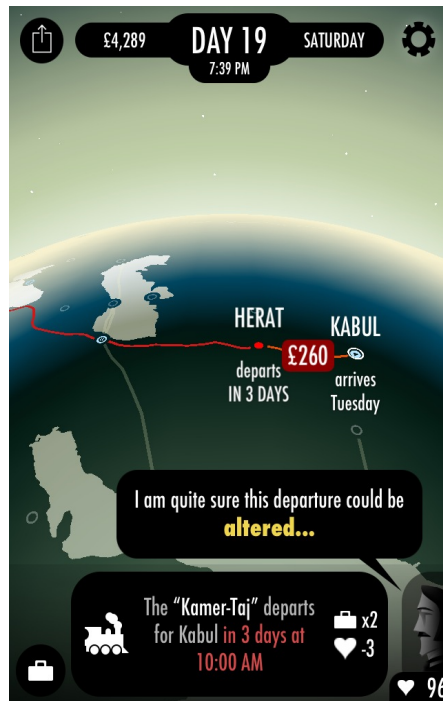 £4,289
DAY 19
SATURDAY
7:39 PM
HERAT
KABUL
£260
departs
IN 3 DAYS
arrives
Tuesday
I am quite sure this departure could be
altered...
The “Kamer-Taj” departs
for Kabul in 3 days at
10:00 AM
x2
-3
96